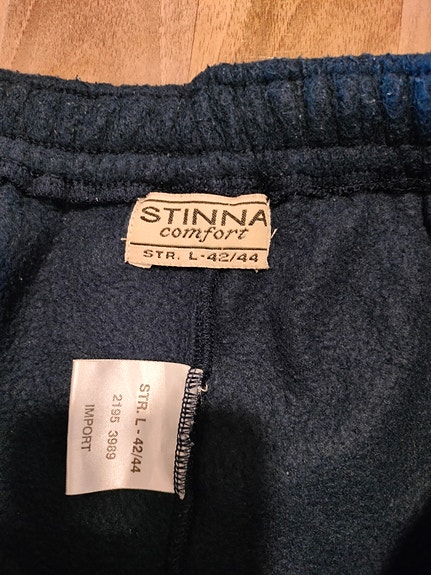 STINNA
comfort
STR. L-42/44
STR. L - 42/44
2195 3989
IMPORT